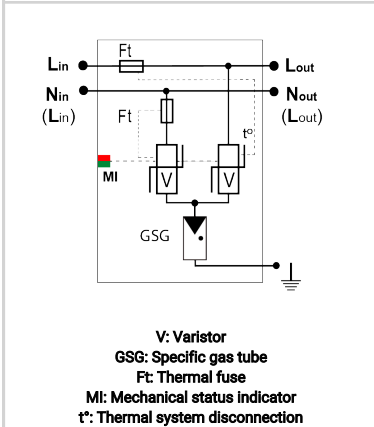 Ft
Lin Lout
Nin Nout
(Lin) Ft (Lout)
t°
MI V V
GSG
V: Varistor
GSG: Specific gas tube
Ft: Thermal fuse
MI: Mechanical status indicator
t°: Thermal system disconnection